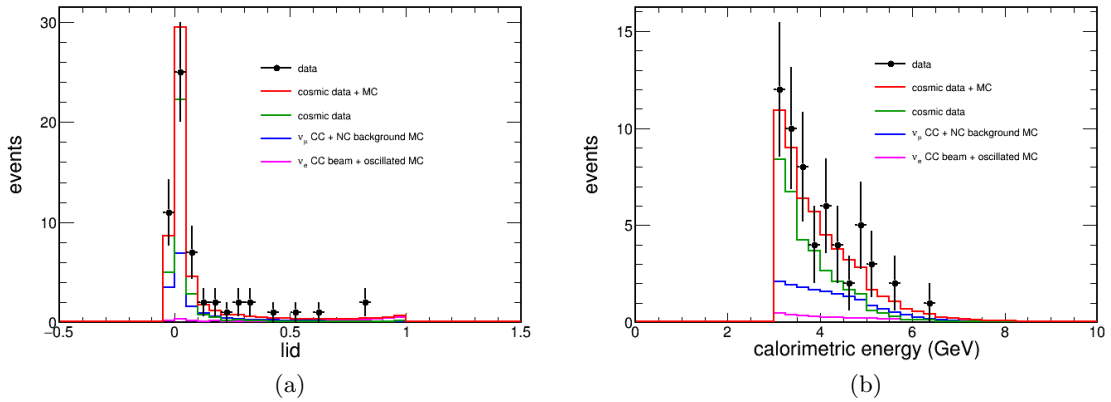 30
20
10
0
events
−0.5
0
0.5
1
1.5
lid
data
cosmic data + MC
cosmic data
νμ CC + NC background MC
νe CC beam + oscillated MC
(a)
15
10
5
0
events
0
2
4
6
8
10
calorimetric energy (GeV)
data
cosmic data + MC
cosmic data
νμ CC + NC background MC
νe CC beam + oscillated MC
(b)